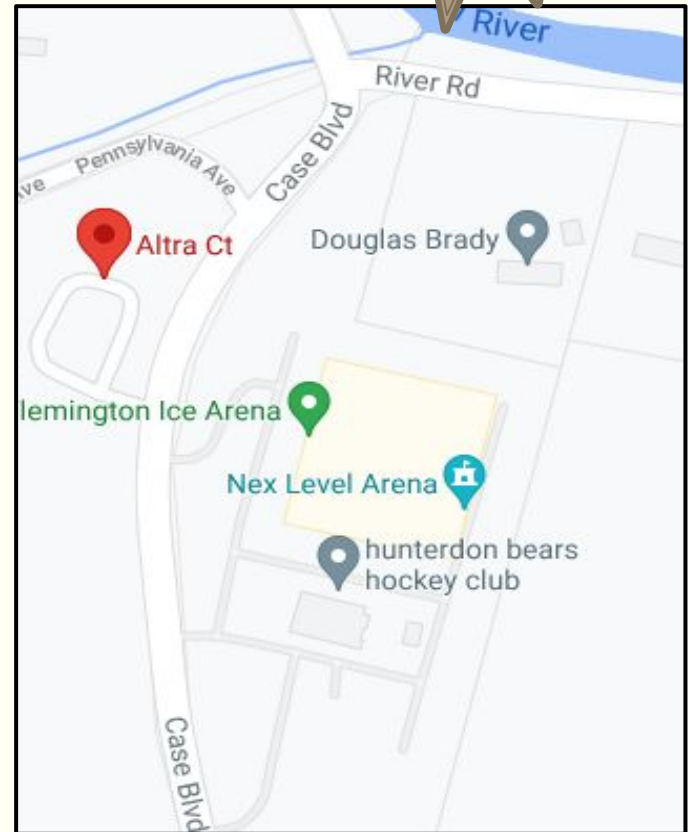 River
River Rd
Case Blvd
Pennsylvania Ave
Ave
Altra Ct
Douglas Brady
lemington Ice Arena
Nex Level Arena
hunterdon bears
hockey club
Case Blvd